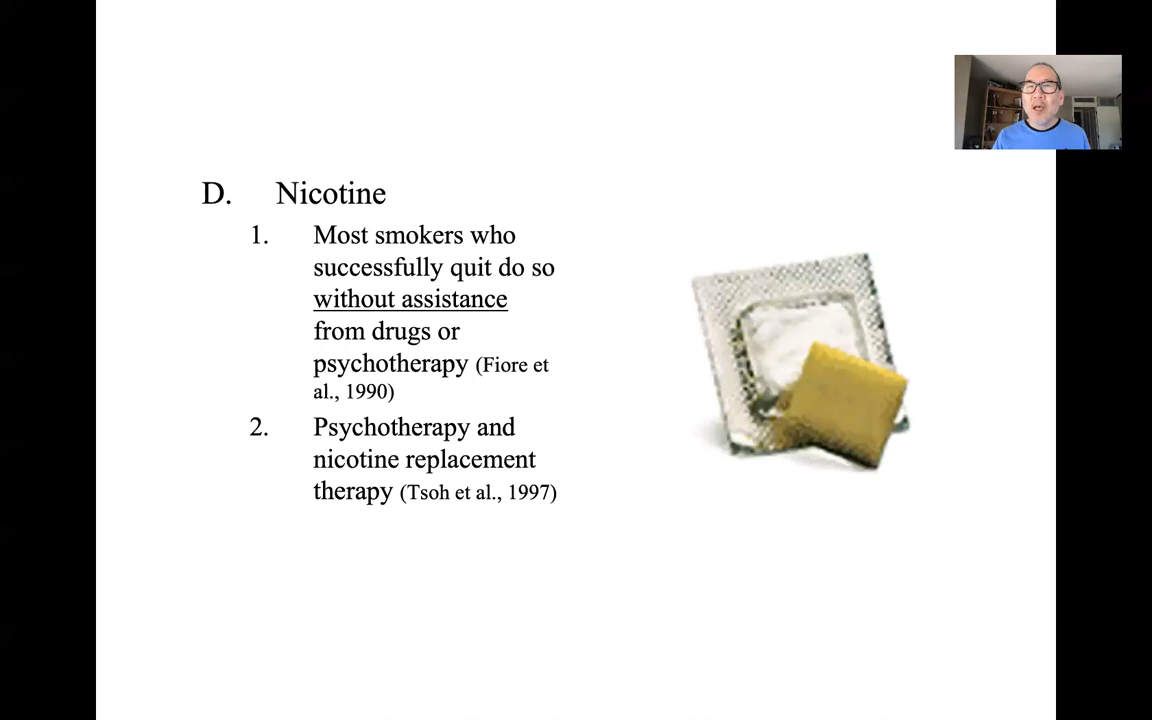 D. Nicotine
1. Most smokers who
successfully quit do so
without assistance
from drugs or
psychotherapy (Fiore et
al., 1990)
2. Psychotherapy and
nicotine replacement
therapy (Tsoh et al., 1997)